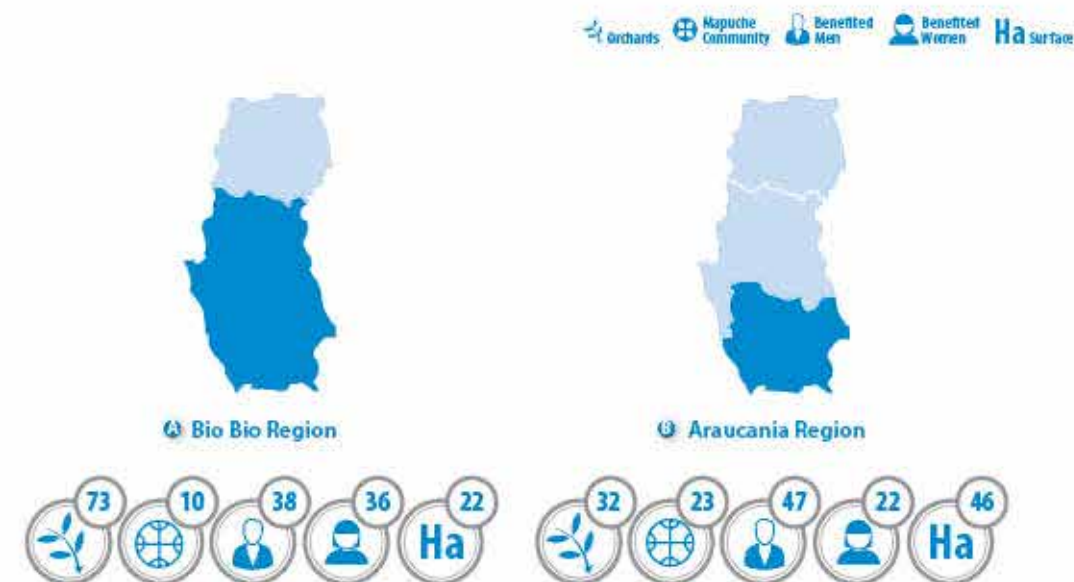 Orchards
Mapuche
Community
Benefited
Men
Benefited
Women
Ha Surface
A Bio Bio Region
B Araucania Region
73 10 38 36 22
Ha
32 23 47 22 46
Ha